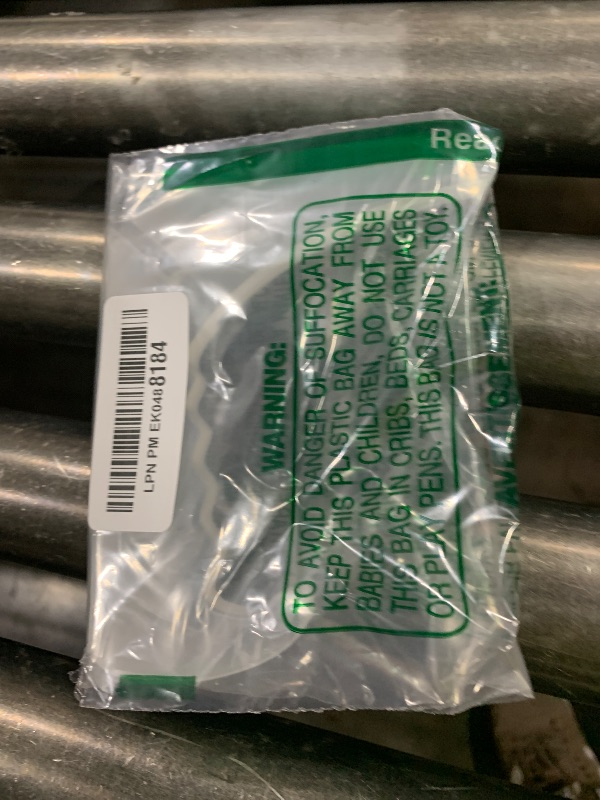 Rea
WARNING:
TO AVOID DANGER OF SUFFOCATION,
KEEP THIS PLASTIC BAG AWAY FROM
BABIES AND CHILDREN, DO NOT USE
THIS BAG IN CRIBS, BEDS, CARRIAGES
OR PLAY PENS. THIS BAG IS NOT A TOY.
LPN PM EK0488184